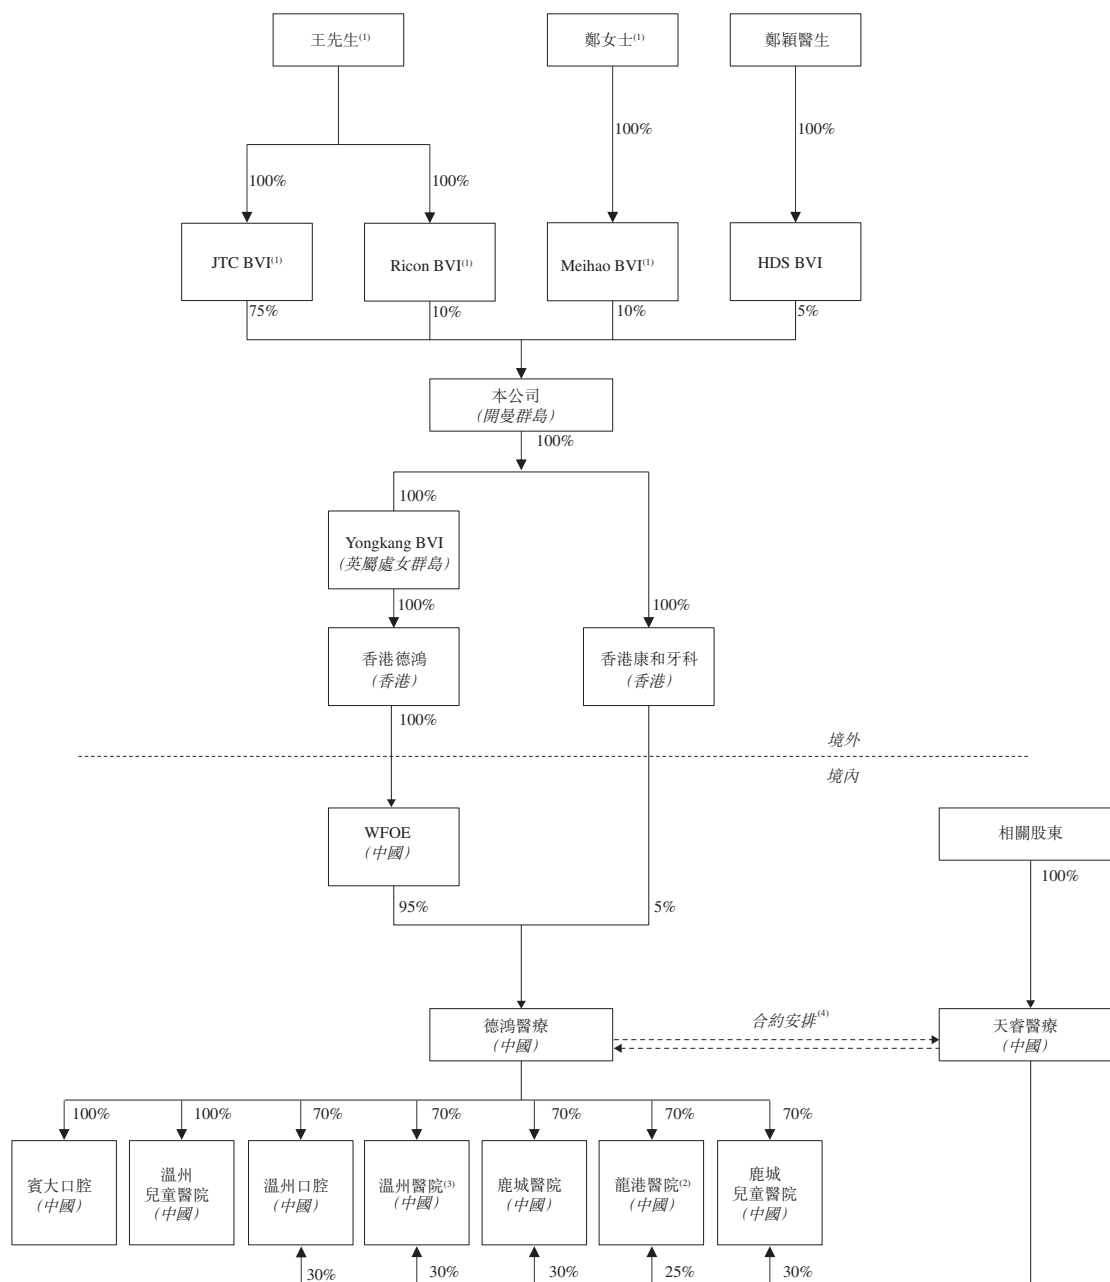 王先生(1)
鄭女士(1)
鄭穎醫生
100%
100%
100%
100%
JTC BVI(1)
Ricon BVI(1)
Meihao BVI(1)
HDS BVI
75%
10%
10%
5%
本公司
(開曼群島)
100%
100%
Yongkang BVI
(英屬處女群島)
100%
100%
香港德鴻
(香港)
香港康和牙科
(香港)
100%
境外
境內
WFOE
(中國)
相關股東
100%
95%
5%
德鴻醫療
(中國)
合約安排(4)
天睿醫療
(中國)
100%
100%
70%
70%
70%
70%
70%
賓大口腔
(中國)
溫州
兒童醫院
(中國)
溫州口腔
(中國)
溫州醫院(3)
(中國)
鹿城醫院
(中國)
龍港醫院(2)
(中國)
鹿城
兒童醫院
(中國)
30%
30%
30%
25%
30%